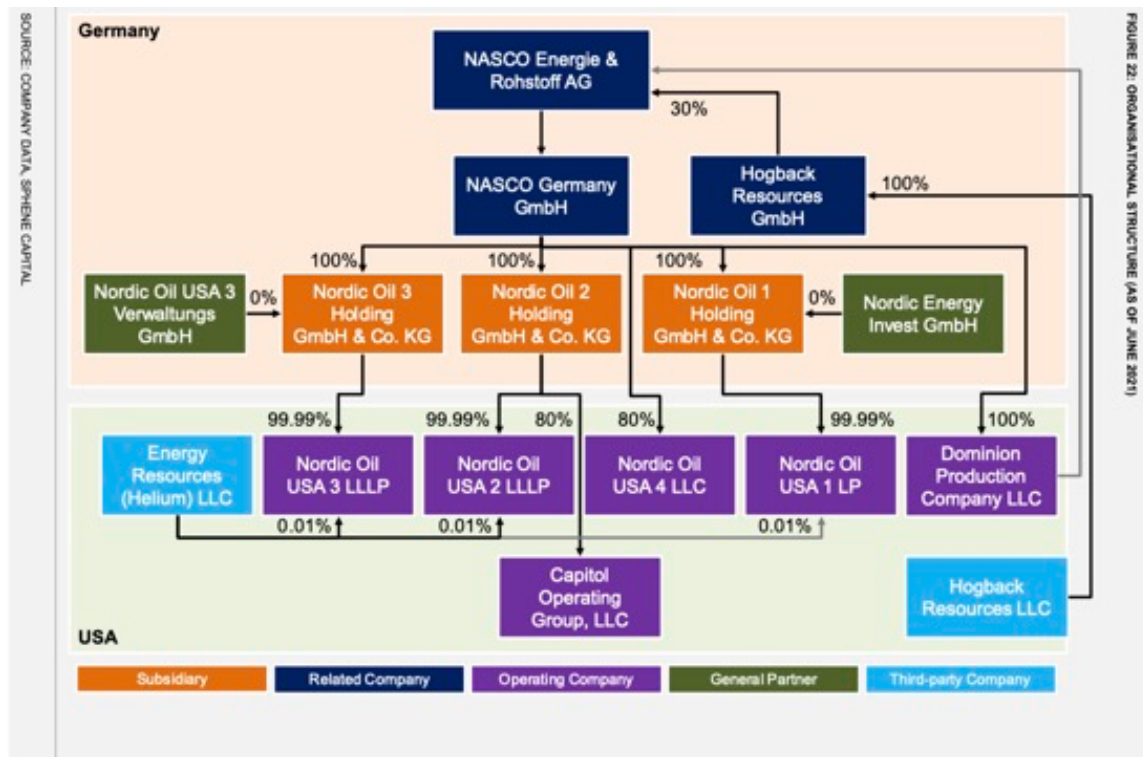 FIGURE 22: ORGANISATIONAL STRUCTURE (AS OF JUNE 2021)
Germany
NASCO Energie &
Rohstoff AG
30%
NASCO Germany
GmbH
Hogback
Resources
GmbH
100%
100%
100%
100%
Nordic Oil USA 3
Verwaltungs
GmbH
0%
Nordic Oil 3
Holding
GmbH & Co. KG
Nordic Oil 2
Holding
GmbH & Co. KG
Nordic Oil 1
Holding
GmbH & Co. KG
0%
Nordic Energy
Invest GmbH
99.99%
99.99%
80%
80%
99.99%
100%
Energy
Resources
(Helium) LLC
Nordic Oil
USA 3 LLLP
Nordic Oil
USA 2 LLLP
Nordic Oil
USA 4 LLC
Nordic Oil
USA 1 LP
Dominion
Production
Company LLC
0.01%
0.01%
0.01%
Capitol
Operating
Group, LLC
Hogback
Resources LLC
USA
Subsidiary
Related Company
Operating Company
General Partner
Third-party Company
SOURCE: COMPANY DATA, SPHENE CAPITAL